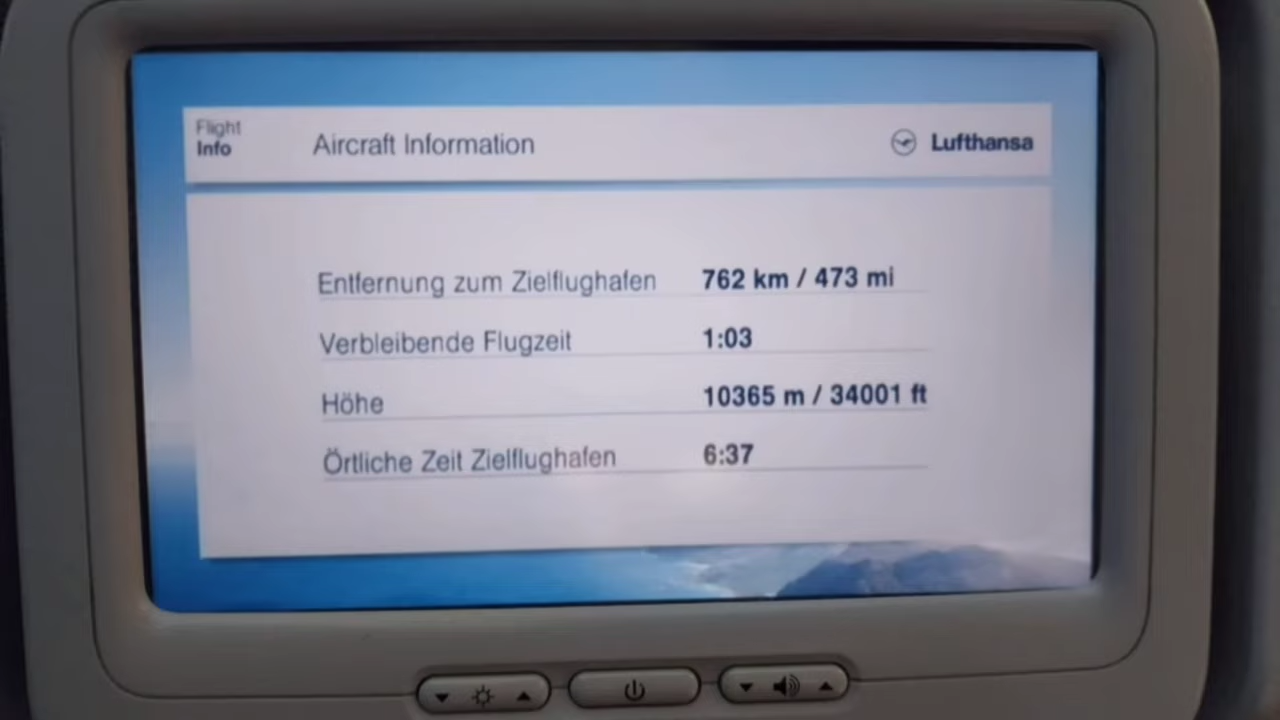 Flight
Info
Aircraft Information
Lufthansa
Entfernung zum Zielflughafen 762 km / 473 mi
Verbleibende Flugzeit 1:03
Höhe 10365 m / 34001 ft
Örtliche Zeit Zielflughafen 6:37